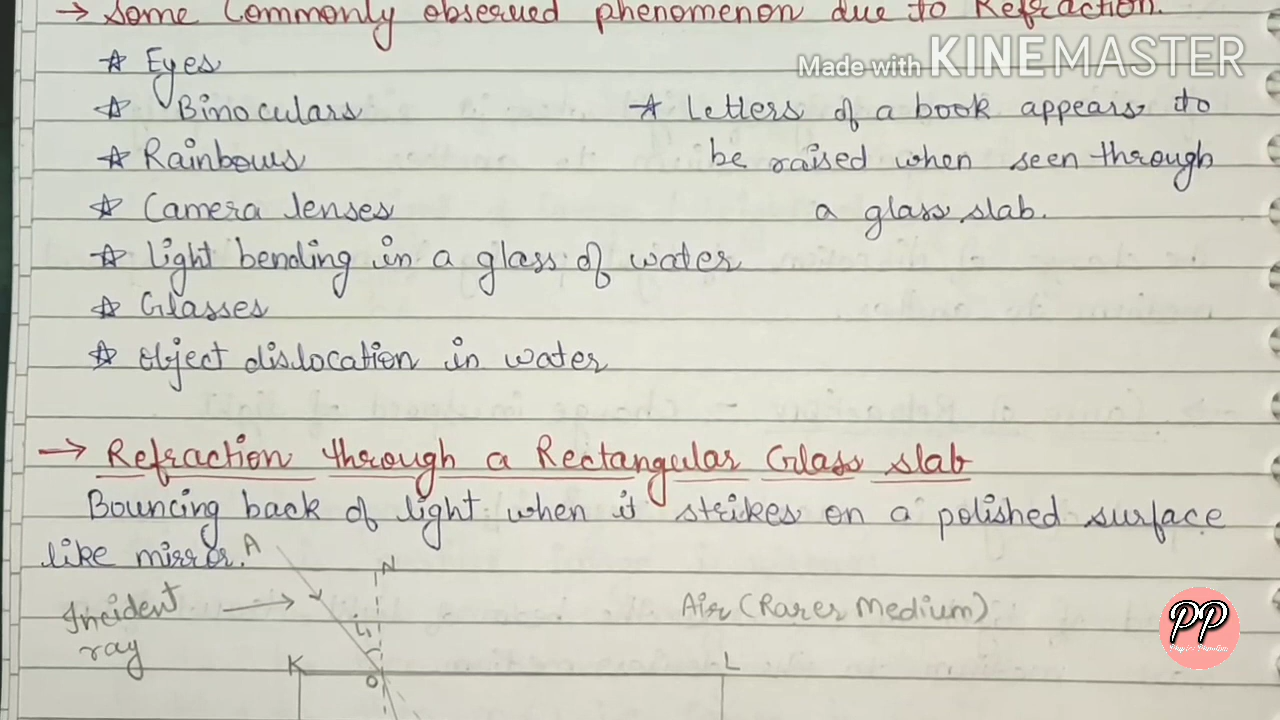 → Some Commonly observed phenomenon due to Refraction.
Made with KINEMASTER
☆ Eyes
☆ Binoculars
☆ Letters of a book appears to
☆ Rainbows
be raised when seen through
☆ Camera lenses
a glass slab.
☆ light bending in a glass of water
☆ Glasses
☆ object dislocation in water
→ Refraction through a Rectangular Glass slab
Bouncing back of light when it strikes on a polished surface
like mirror.
A
N
Incident
ray
Air (Rarer Medium)
i₁
K
O
L
PP